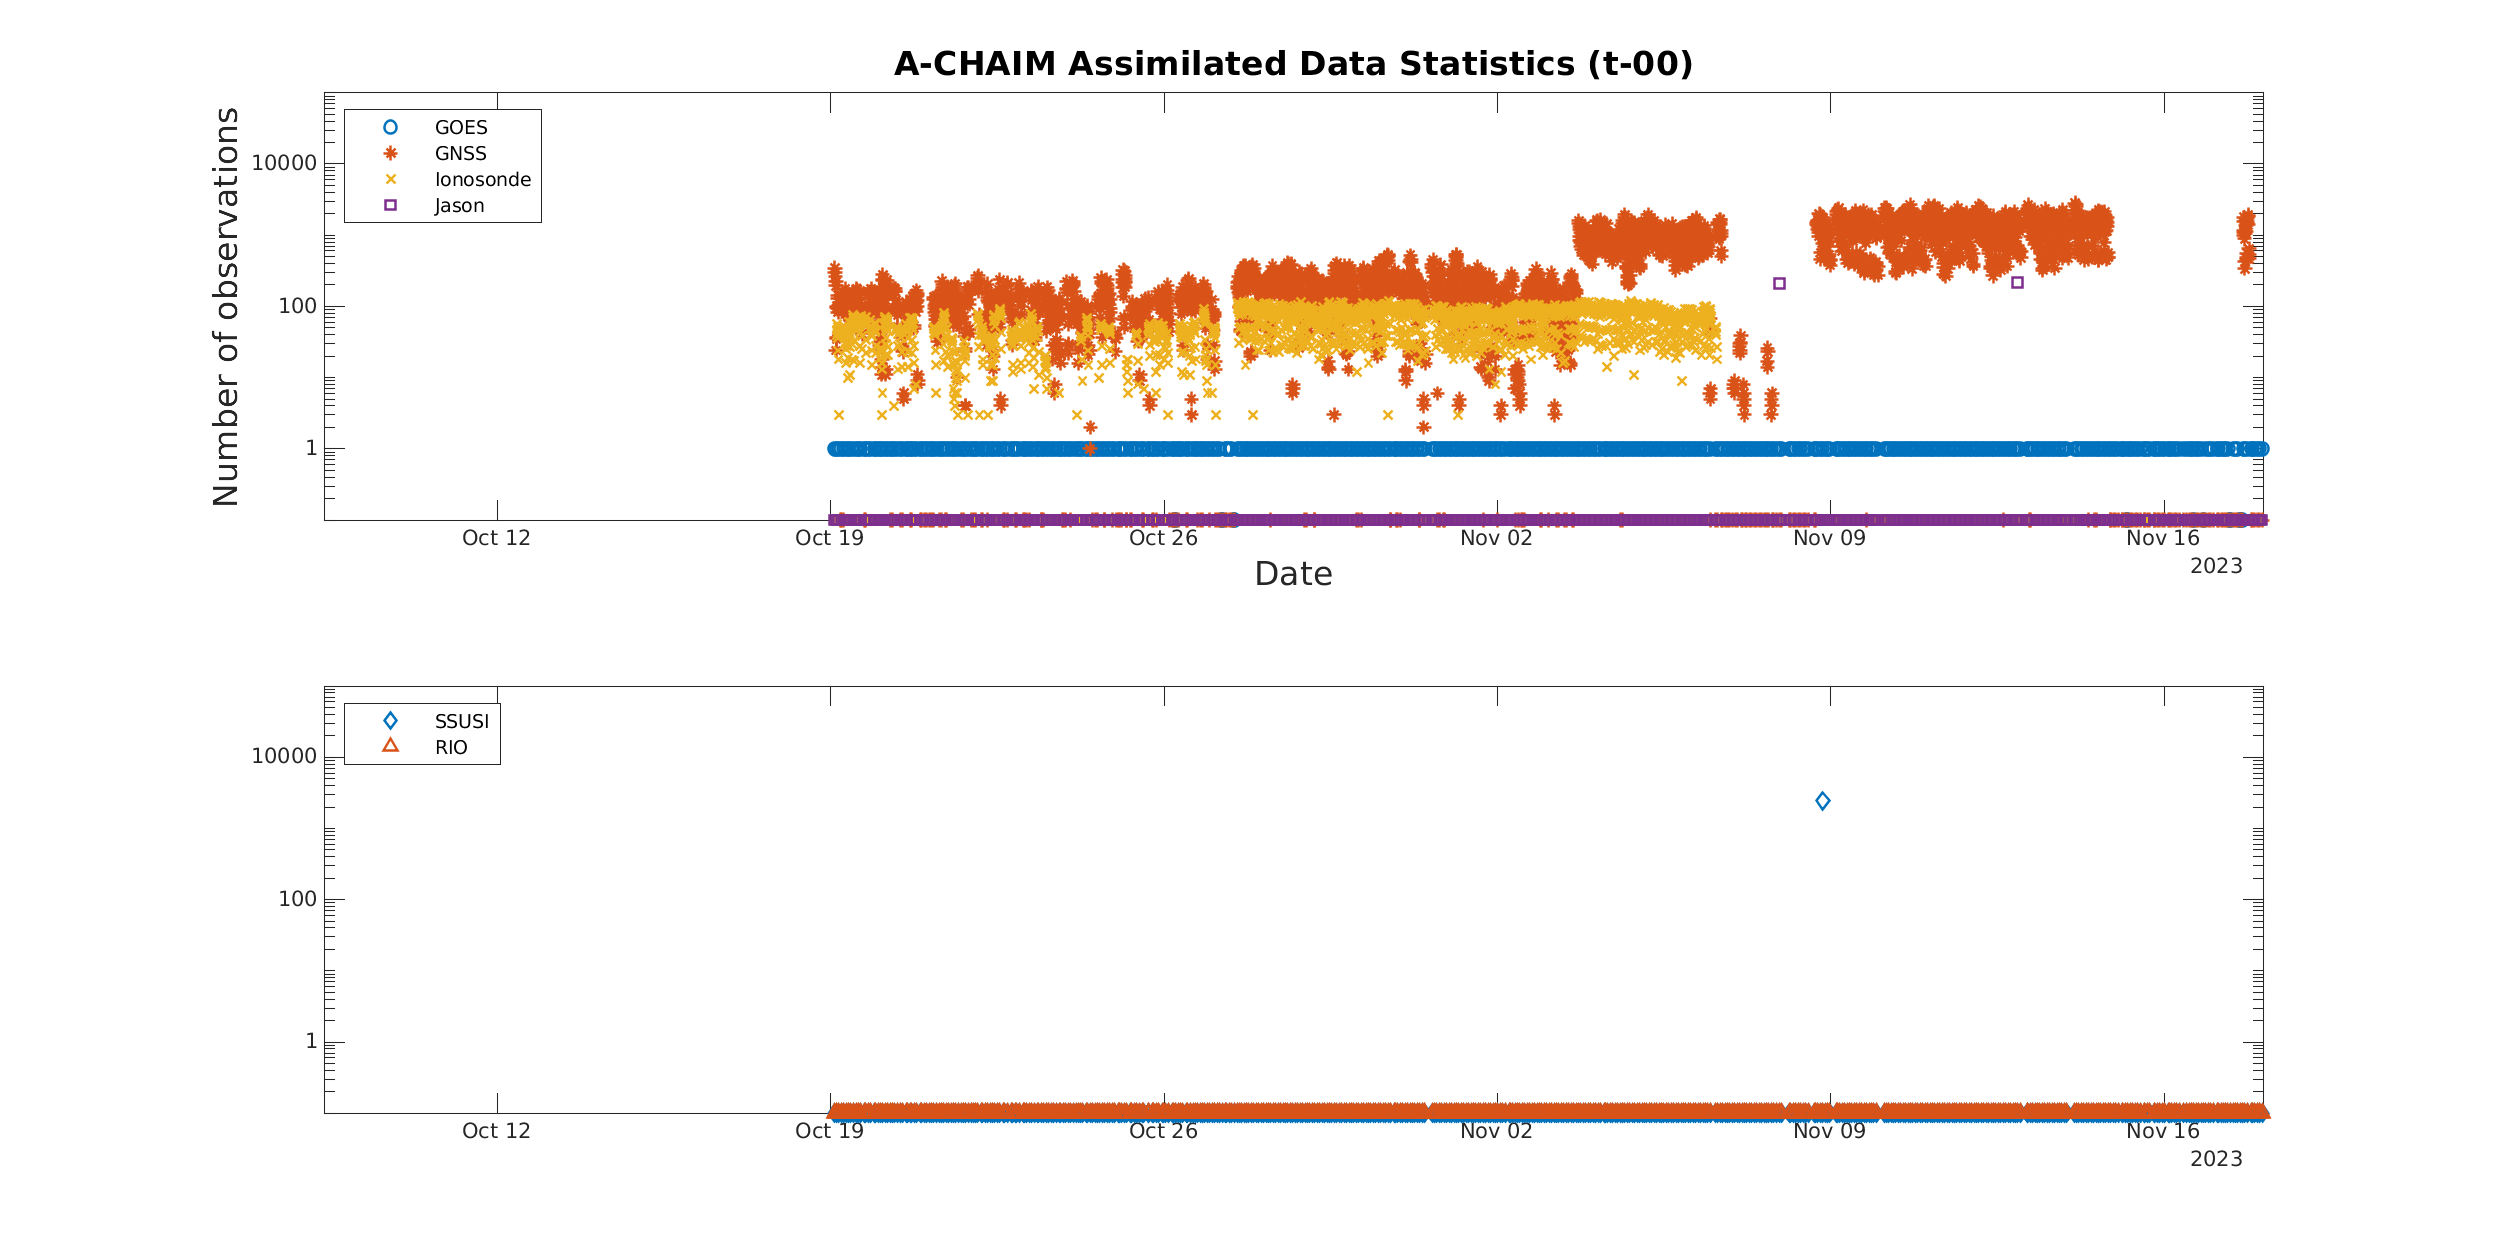 A-CHAIM Assimilated Data Statistics (t-00)
Number of observations
GOES
GNSS
Ionosonde
Jason
10000
100
1
Oct 12 Oct 19 Oct 26 Nov 02 Nov 09 Nov 16
2023
Date
SSUSI
RIO
10000
100
1
Oct 12 Oct 19 Oct 26 Nov 02 Nov 09 Nov 16
2023